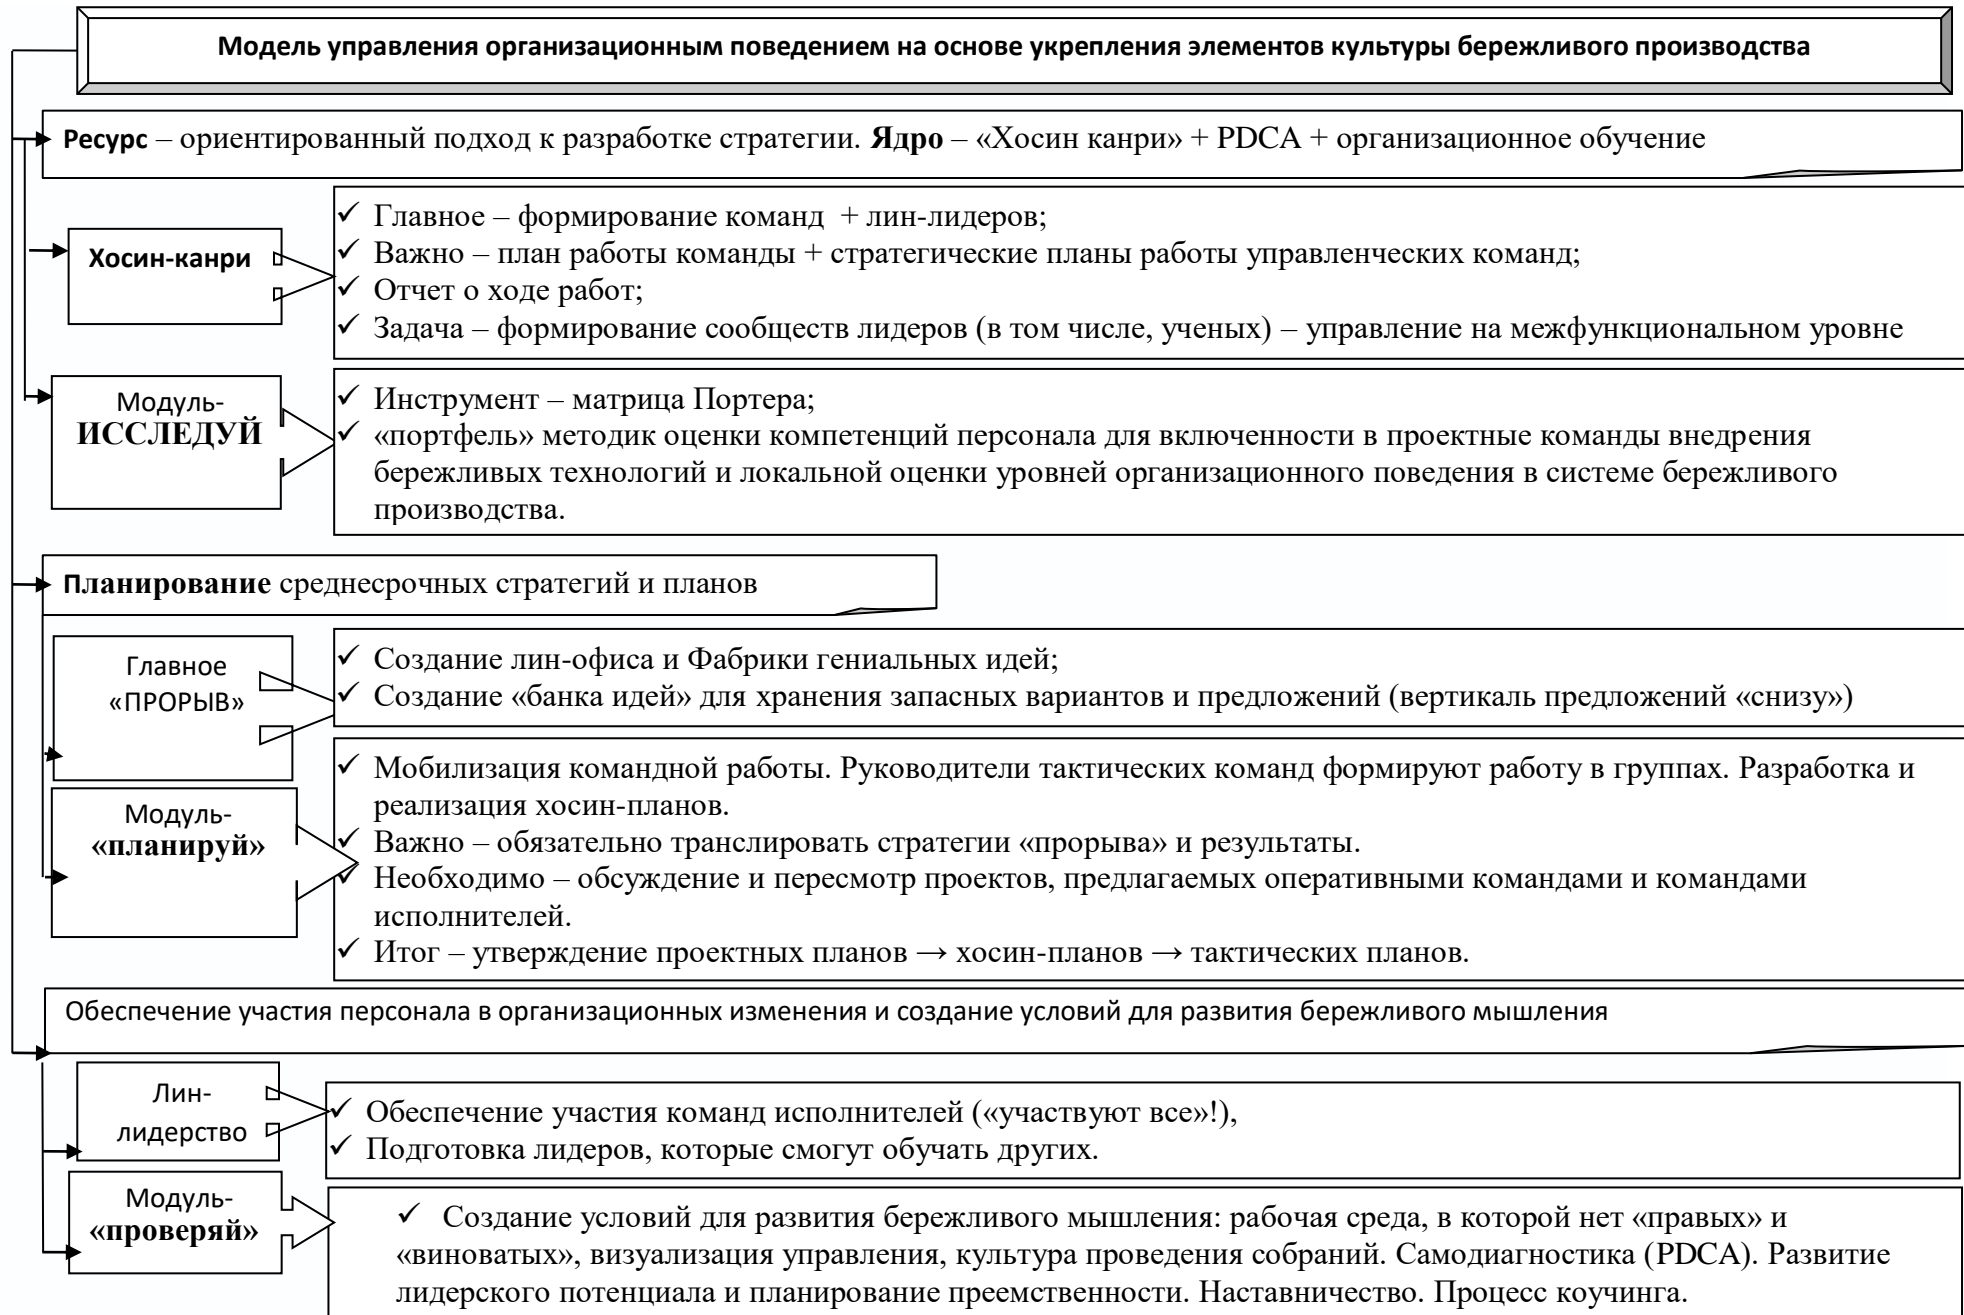 Модель управления организационным поведением на основе укрепления элементов культуры бережливого производства
Ресурс – ориентированный подход к разработке стратегии. Ядро – «Хосин канри» + PDCA + организационное обучение
Хосин-канри
✓ Главное – формирование команд + лин-лидеров;
✓ Важно – план работы команды + стратегические планы работы управленческих команд;
✓ Отчет о ходе работ;
✓ Задача – формирование сообществ лидеров (в том числе, ученых) – управление на межфункциональном уровне
Модуль-
ИССЛЕДУЙ
✓ Инструмент – матрица Портера;
✓ «портфель» методик оценки компетенций персонала для включенности в проектные команды внедрения
бережливых технологий и локальной оценки уровней организационного поведения в системе бережливого
производства.
Планирование среднесрочных стратегий и планов
Главное
«ПРОРЫВ»
✓ Создание лин-офиса и Фабрики гениальных идей;
✓ Создание «банка идей» для хранения запасных вариантов и предложений (вертикаль предложений «снизу»)
Модуль-
«планируй»
✓ Мобилизация командной работы. Руководители тактических команд формируют работу в группах. Разработка и
реализация хосин-планов.
✓ Важно – обязательно транслировать стратегии «прорыва» и результаты.
✓ Необходимо – обсуждение и пересмотр проектов, предлагаемых оперативными командами и командами
исполнителей.
✓ Итог – утверждение проектных планов → хосин-планов → тактических планов.
Обеспечение участия персонала в организационных изменения и создание условий для развития бережливого мышления
Лин-
лидерство
✓ Обеспечение участия команд исполнителей («участвуют все»!),
✓ Подготовка лидеров, которые смогут обучать других.
Модуль-
«проверяй»
✓ Создание условий для развития бережливого мышления: рабочая среда, в которой нет «правых» и
«виноватых», визуализация управления, культура проведения собраний. Самодиагностика (PDCA). Развитие
лидерского потенциала и планирование преемственности. Наставничество. Процесс коучинга.